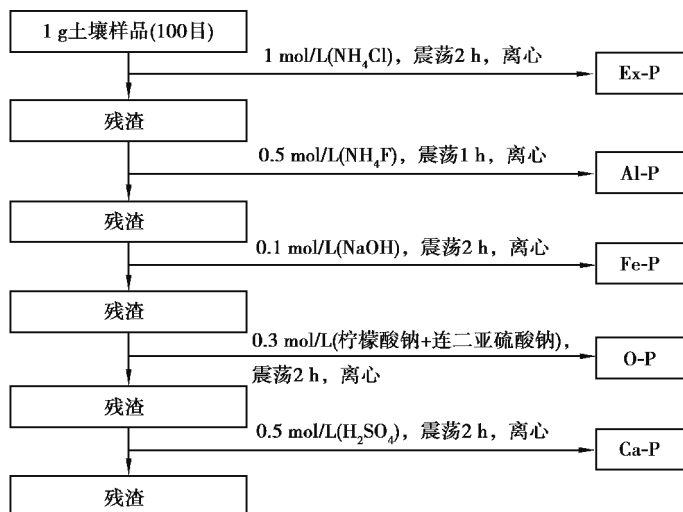 1 g土壤样品(100目)
1 mol/L(NH₄Cl)，震荡2 h，离心
Ex-P
残渣
0.5 mol/L(NH₄F)，震荡1 h，离心
Al-P
残渣
0.1 mol/L(NaOH)，震荡2 h，离心
Fe-P
残渣
0.3 mol/L(柠檬酸钠+连二亚硫酸钠)，
震荡2 h，离心
O-P
残渣
0.5 mol/L(H₂SO₄)，震荡2 h，离心
Ca-P
残渣